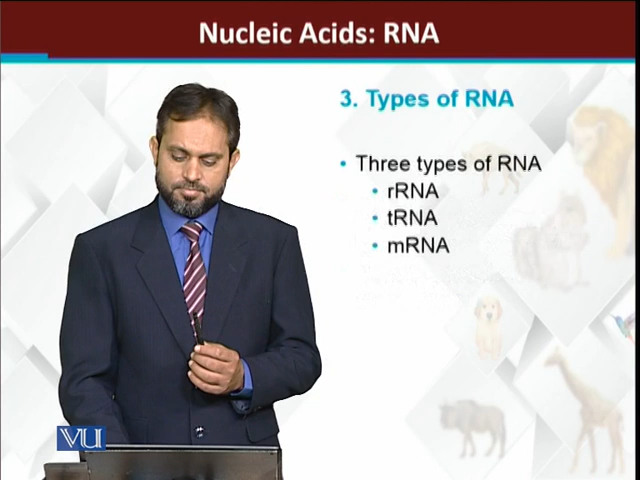 Nucleic Acids: RNA
3. Types of RNA
• Three types of RNA
• rRNA
• tRNA
• mRNA
VU